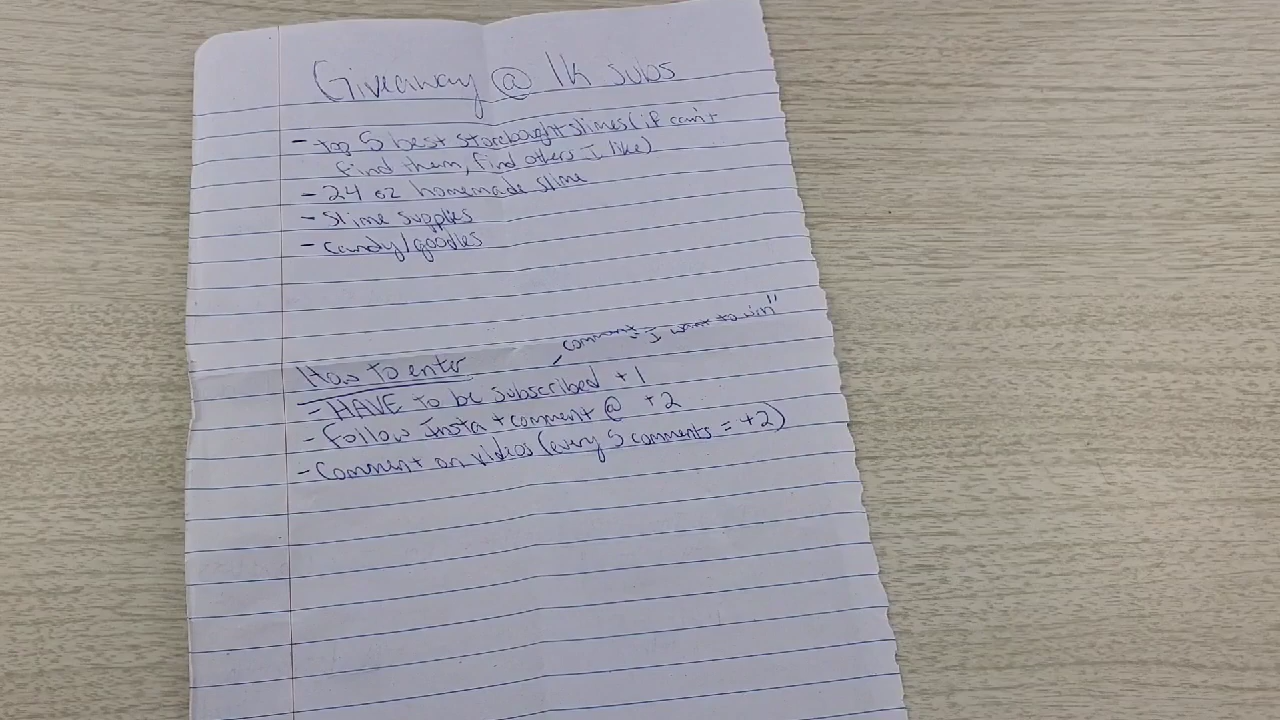 Giveaway @ 1k subs
- top 5 best storebought slimes (if can't
find them, find others I like)
- 24 oz homemade slime
- Slime supplies
- Candy/goodies
comment "I want to win"
How To enter
- HAVE to be subscribed +1
- Follow Insta + comment @ +2
- Comment on videos (every 5 comments = +2)